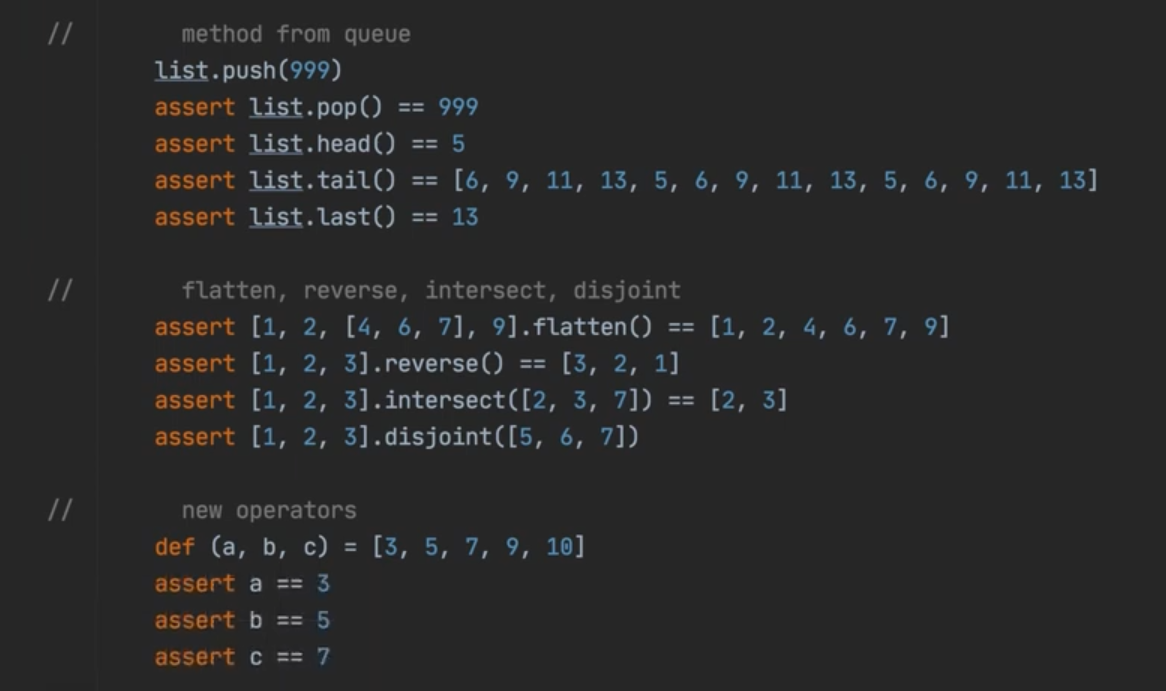 //        method from queue
        list.push(999)
        assert list.pop() == 999
        assert list.head() == 5
        assert list.tail() == [6, 9, 11, 13, 5, 6, 9, 11, 13, 5, 6, 9, 11, 13]
        assert list.last() == 13

//        flatten, reverse, intersect, disjoint
        assert [1, 2, [4, 6, 7], 9].flatten() == [1, 2, 4, 6, 7, 9]
        assert [1, 2, 3].reverse() == [3, 2, 1]
        assert [1, 2, 3].intersect([2, 3, 7]) == [2, 3]
        assert [1, 2, 3].disjoint([5, 6, 7])

//        new operators
        def (a, b, c) = [3, 5, 7, 9, 10]
        assert a == 3
        assert b == 5
        assert c == 7